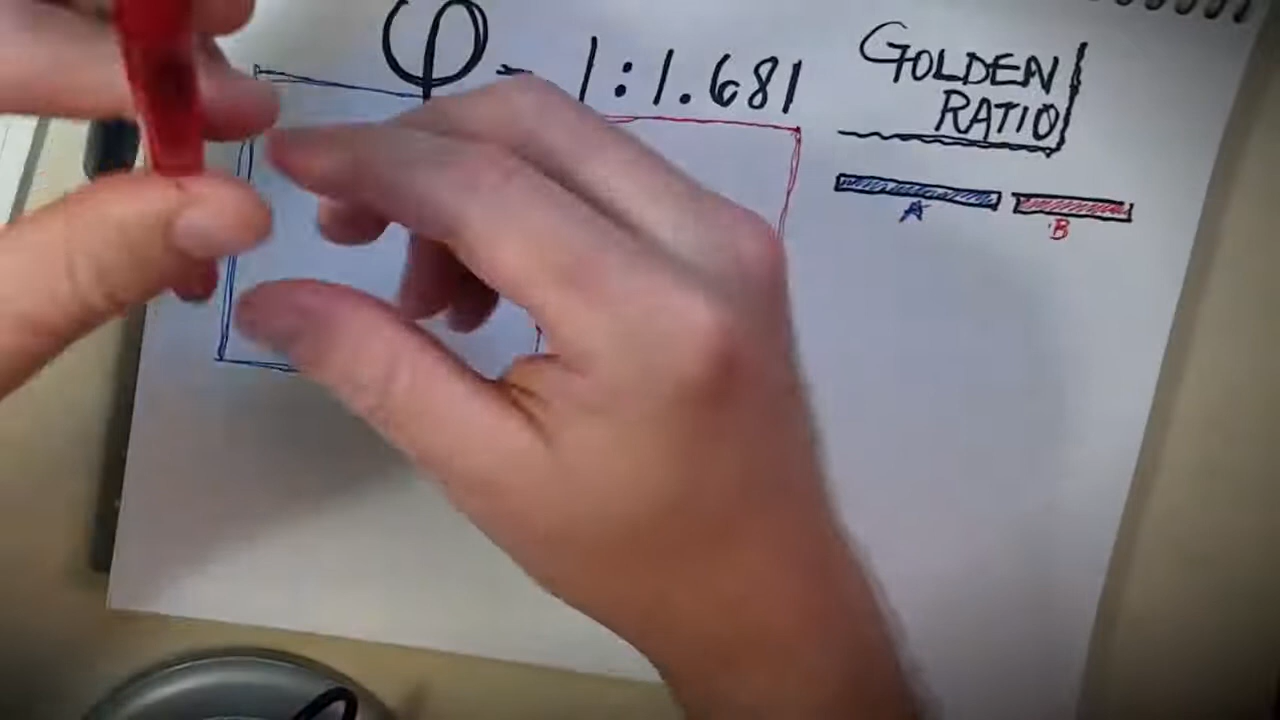 φ = 1:1.681
GOLDEN
RATIO
A
B